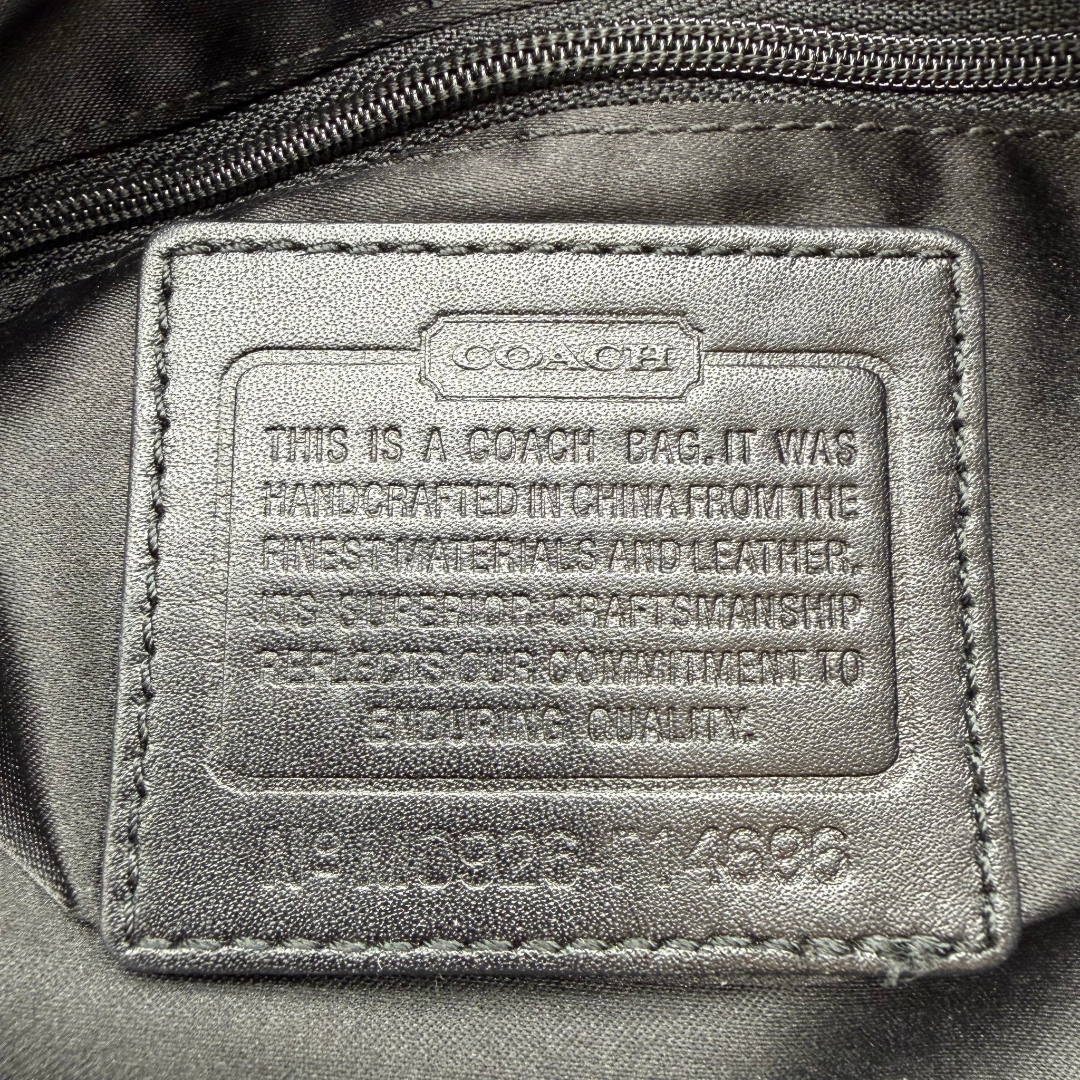 COACH
THIS IS A COACH BAG. IT WAS
HANDCRAFTED IN CHINA FROM THE
FINEST MATERIALS AND LEATHER.
ITS SUPERIOR CRAFTSMANSHIP
REFLECTS OUR COMMITMENT TO
ENDURING QUALITY.